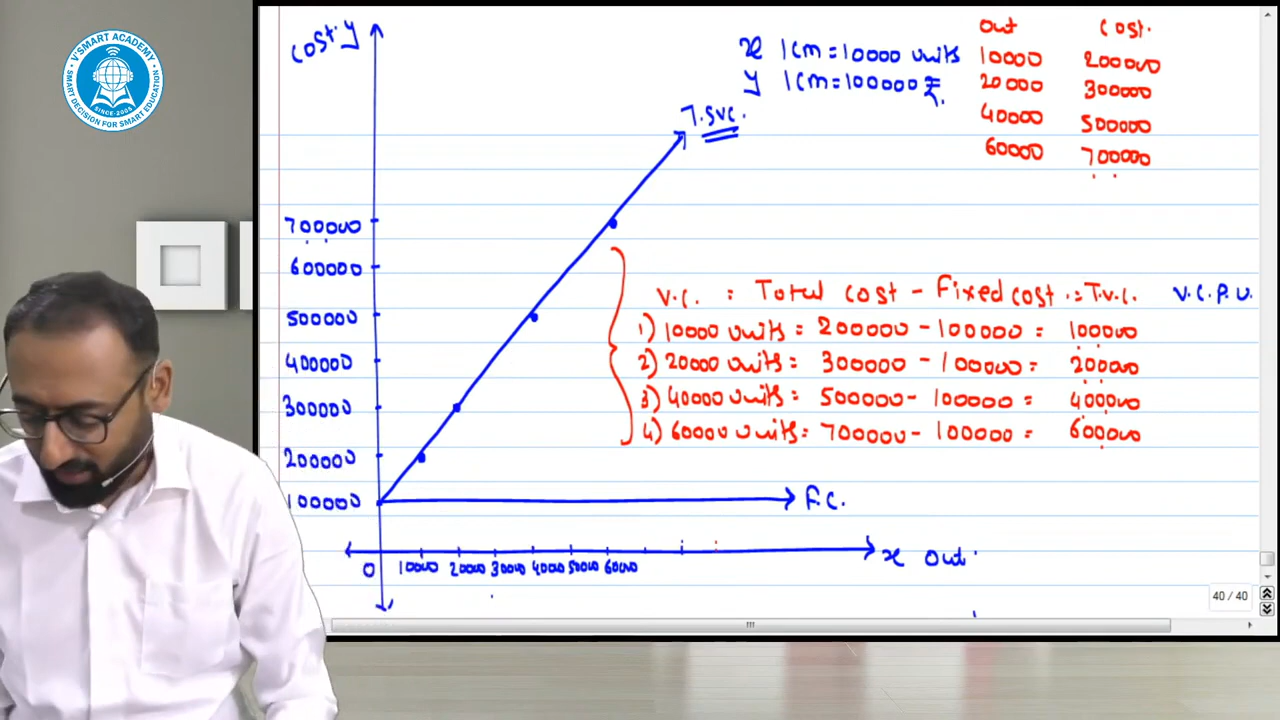 V'SMART ACADEMY
SMART DECISION FOR SMART EDUCATION
SINCE-2005
cost. y
x 1cm = 10000 units
y 1cm = 100000 ₹.
out cost.
10000 200000
20000 300000
40000 500000
60000 700000
T.SVC.
700000
600000
500000
400000
300000
200000
100000
V.C. = Total cost - Fixed cost = T.V.C. V.C.P.U.
1) 10000 units = 200000 - 100000 = 100000
2) 20000 units = 300000 - 100000 = 200000
3) 40000 units = 500000 - 100000 = 400000
4) 60000 units = 700000 - 100000 = 600000
F.C.
0 10000 20000 30000 40000 50000 60000
x out
40 / 40